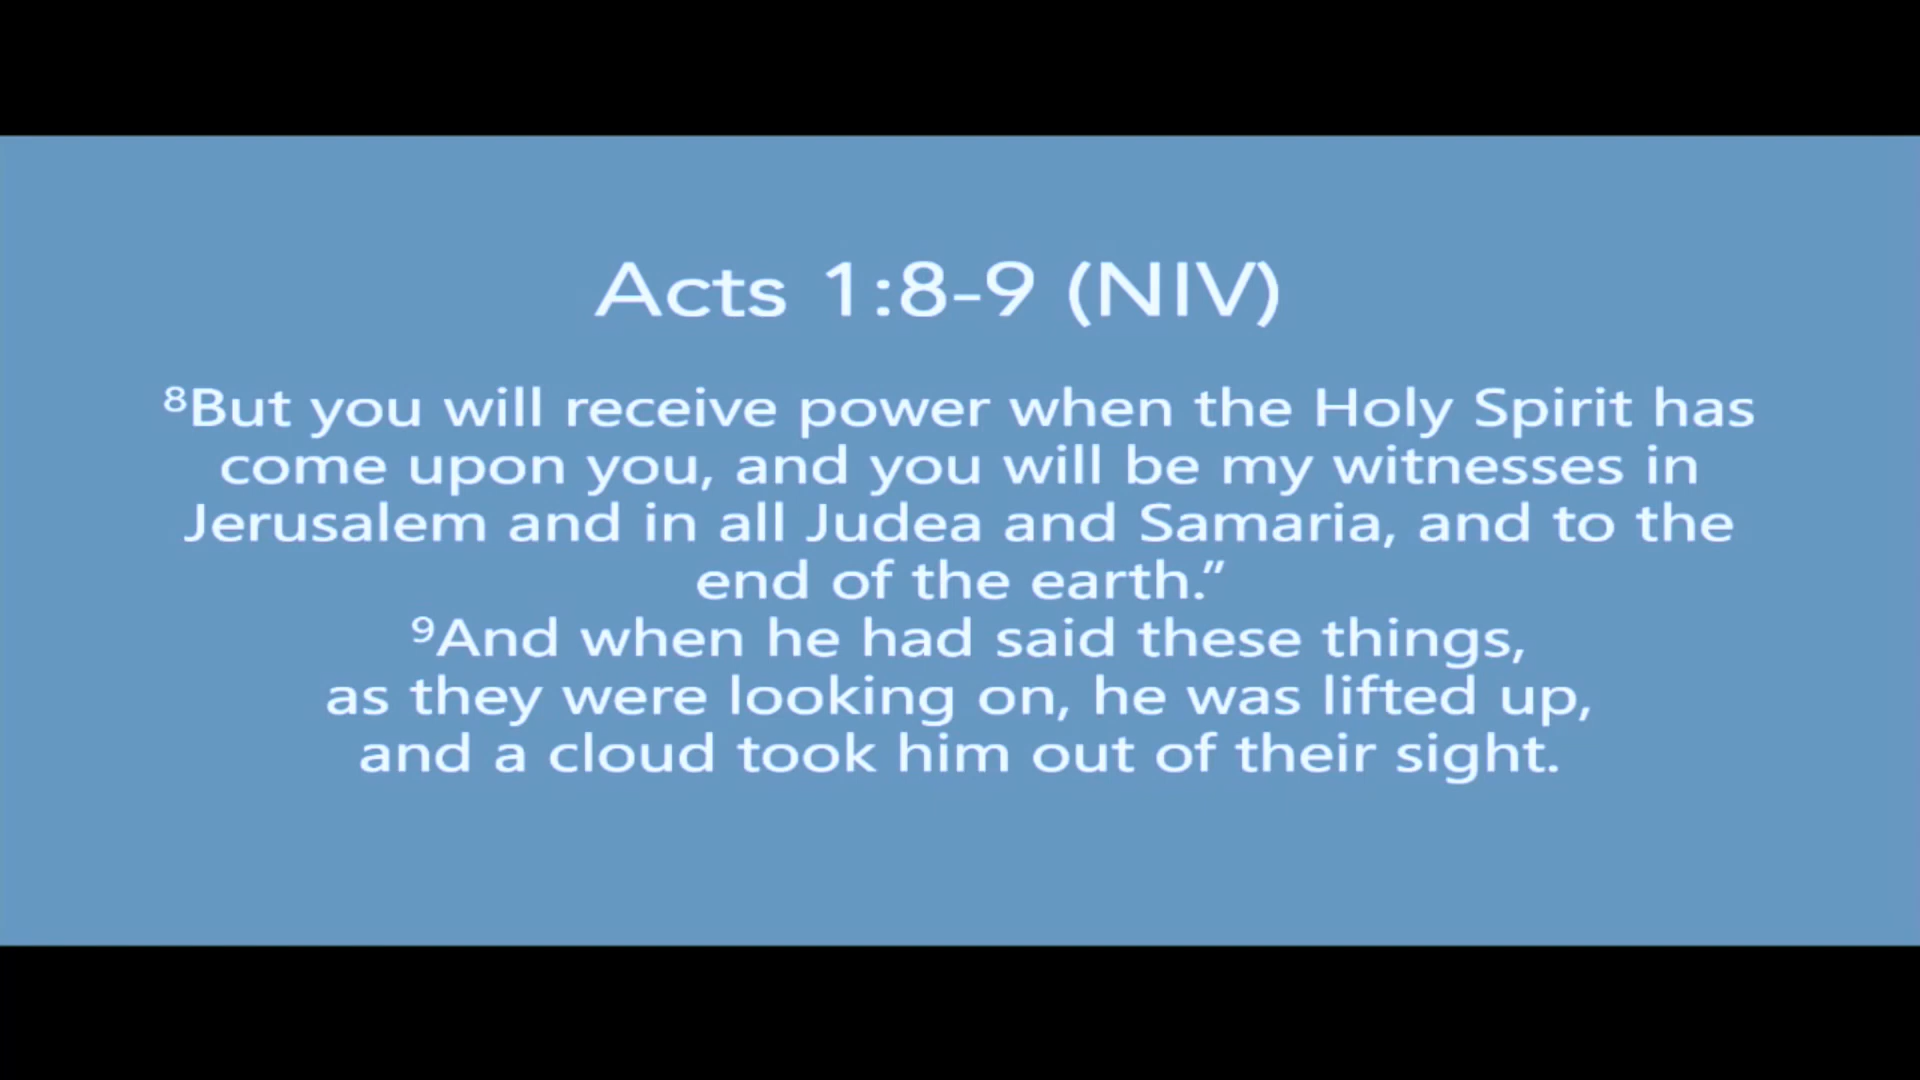 Acts 1:8-9 (NIV)
⁸But you will receive power when the Holy Spirit has
come upon you, and you will be my witnesses in
Jerusalem and in all Judea and Samaria, and to the
end of the earth.”
⁹And when he had said these things,
as they were looking on, he was lifted up,
and a cloud took him out of their sight.